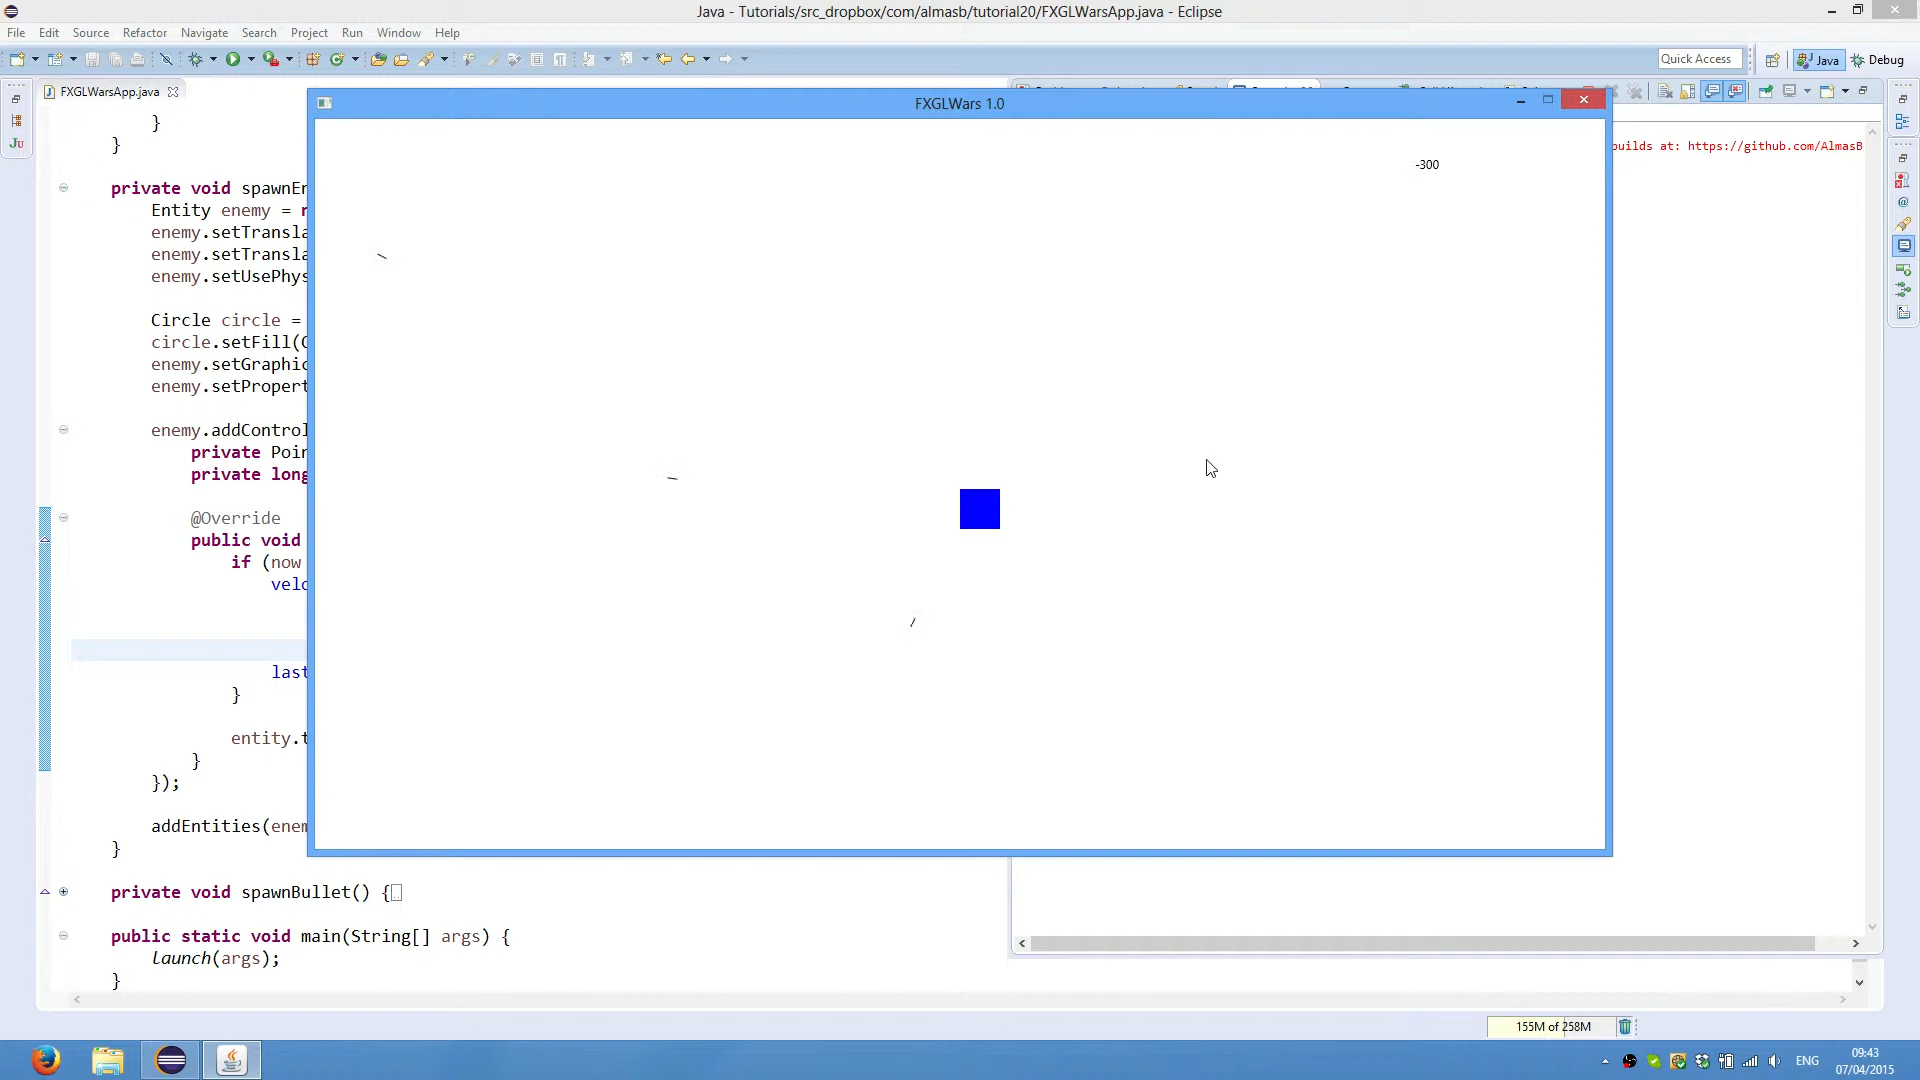 Java - Tutorials/src_dropbox/com/almasb/tutorial20/FXGLWarsApp.java - Eclipse
File Edit Source Refactor Navigate Search Project Run Window Help
Quick Access
Java
Debug
FXGLWarsApp.java
FXGLWars 1.0
-300
uilds at: https://github.com/AlmasB
}
}
private void spawnEn
Entity enemy = n
enemy.setTransla
enemy.setTransla
enemy.setUsePhys
Circle circle =
circle.setFill(C
enemy.setGraphic
enemy.setPropert
enemy.addControl
private Poin
private long
@Override
public void
if (now
velo
last
}
entity.t
}
});
addEntities(enem
}
private void spawnBullet() {
public static void main(String[] args) {
launch(args);
}
155M of 258M
ENG
09:43
07/04/2015